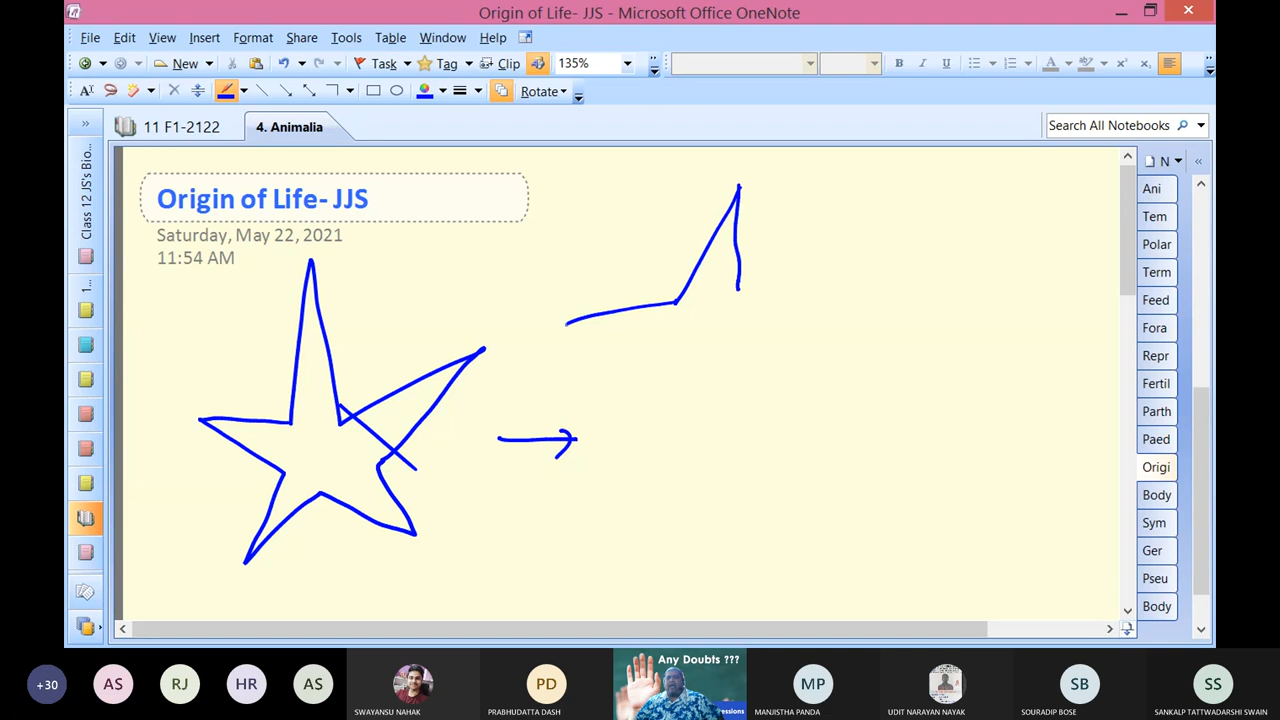 Origin of Life- JJS - Microsoft Office OneNote
File Edit View Insert Format Share Tools Table Window Help
New Task Tag Clip 135% B I U
Rotate
11 F1-2122 4. Animalia Search All Notebooks N
Class 12 JS's Bio...
1...
Origin of Life- JJS
Saturday, May 22, 2021
11:54 AM
Ani
Tem
Polar
Term
Feed
Fora
Repr
Fertil
Parth
Paed
Origi
Body
Sym
Ger
Pseu
Body
+30 AS RJ HR AS PD Any Doubts ??? MP SB SS
essions
SWAYANSU NAHAK PRABHUDATTA DASH MANJISTHA PANDA UDIT NARAYAN NAYAK SOURADIP BOSE SANKALP TATTWADARSHI SWAIN